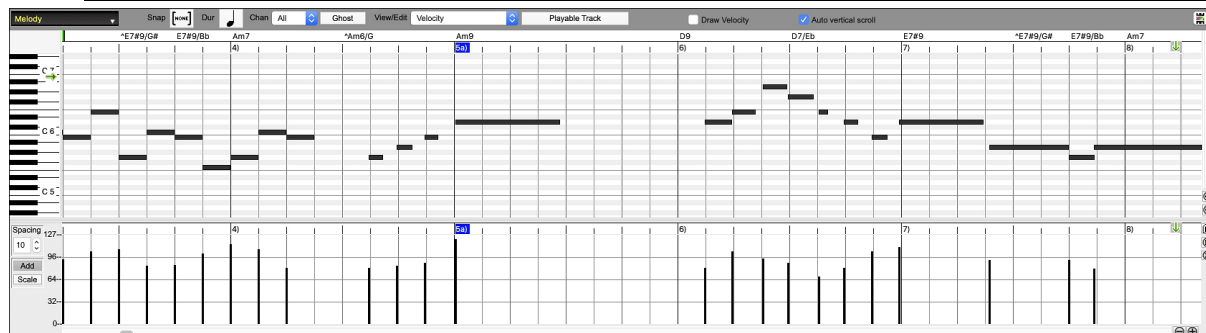 Melody Snap [NONE] Dur Chan All Ghost View/Edit Velocity Playable Track Draw Velocity Auto vertical scroll
^E7#9/G# E7#9/Bb Am7 ^Am6/G Am9 D9 D7/Eb E7#9 ^E7#9/G# E7#9/Bb Am7
4) 5a) 6) 7) 8)
C 7
C 6
C 5
Spacing 4) 5a) 6) 7) 8)
127
10
96
Add
Scale 64
32
0